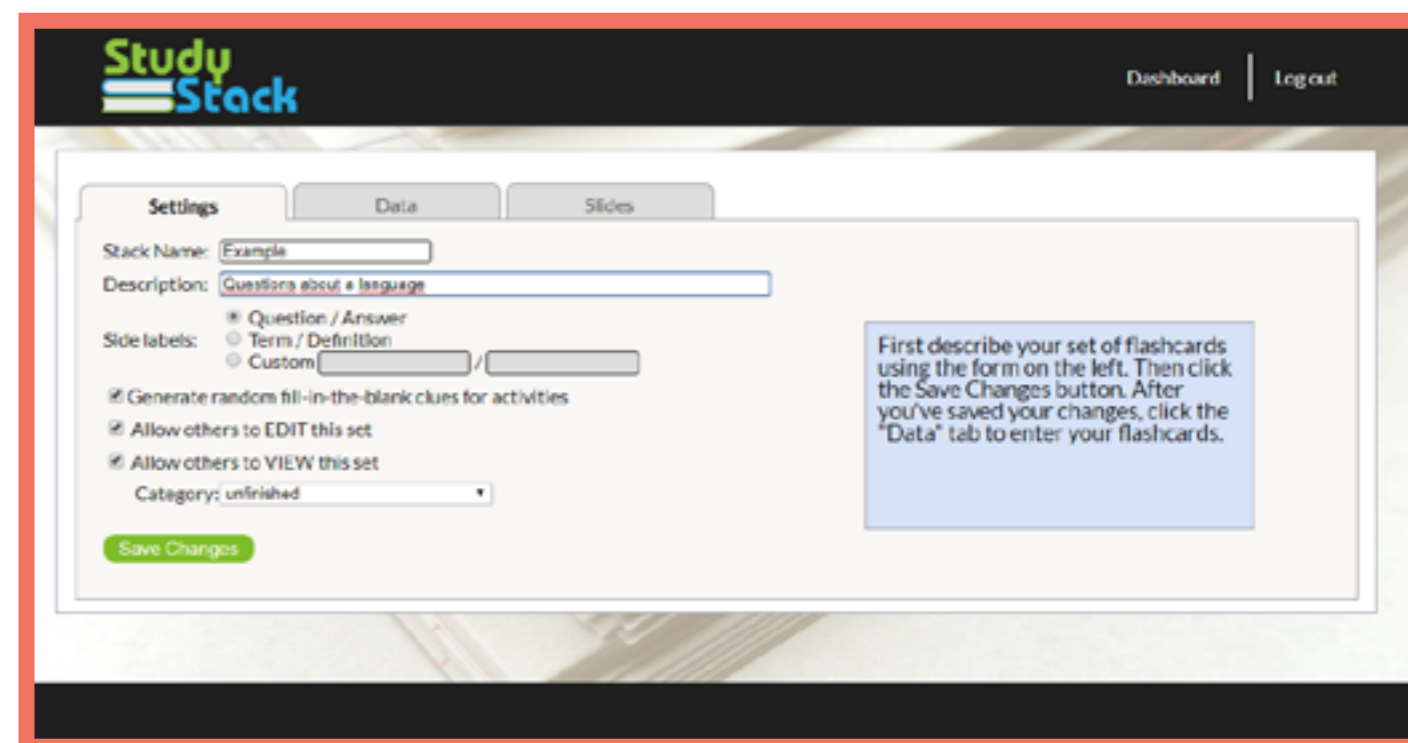 Study
Stack
Dashboard
Log out
Settings
Data
Slides
Stack Name: Example
Description: Questions about a language
Side labels:
Question / Answer
Term / Definition
Custom /
Generate random fill-in-the-blank clues for activities
Allow others to EDIT this set
Allow others to VIEW this set
Category: unfinished
Save Changes
First describe your set of flashcards
using the form on the left. Then click
the Save Changes button. After
you've saved your changes, click the
"Data" tab to enter your flashcards.